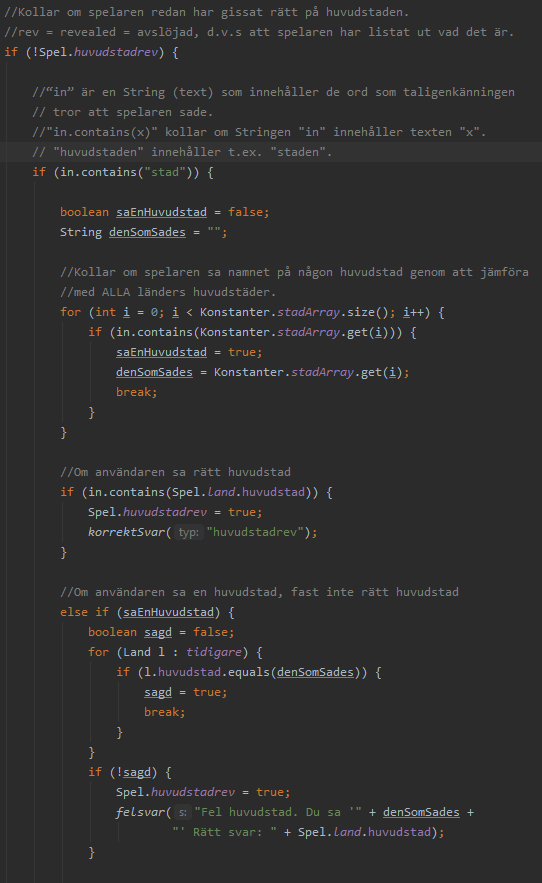 //Kollar om spelaren redan har gissat rätt på huvudstaden.
//rev = revealed = avslöjad, d.v.s att spelaren har listat ut vad det är.
if (!Spel.huvudstadrev) {
//“in” är en String (text) som innehåller de ord som taligenkänningen
// tror att spelaren sade.
//"in.contains(x)" kollar om Stringen "in" innehåller texten "x".
// "huvudstaden" innehåller t.ex. "staden".
if (in.contains("stad")) {
boolean saEnHuvudstad = false;
String denSomSades = "";
//Kollar om spelaren sa namnet på någon huvudstad genom att jämföra
//med ALLA länders huvudstäder.
for (int i = 0; i < Konstanter.stadArray.size(); i++) {
if (in.contains(Konstanter.stadArray.get(i))) {
saEnHuvudstad = true;
denSomSades = Konstanter.stadArray.get(i);
break;
}
}
//Om användaren sa rätt huvudstad
if (in.contains(Spel.land.huvudstad)) {
Spel.huvudstadrev = true;
korrektSvar( typ: "huvudstadrev");
}
//Om användaren sa en huvudstad, fast inte rätt huvudstad
else if (saEnHuvudstad) {
boolean sagd = false;
for (Land l : tidigare) {
if (l.huvudstad.equals(denSomSades)) {
sagd = true;
break;
}
}
if (!sagd) {
Spel.huvudstadrev = true;
felsvar( s: "Fel huvudstad. Du sa '" + denSomSades +
"' Rätt svar: " + Spel.land.huvudstad);
}